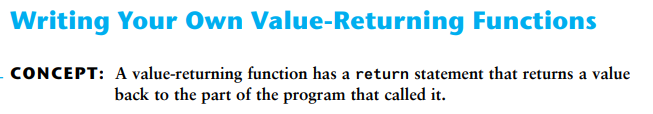 Writing Your Own Value-Returning Functions
CONCEPT: A value-returning function has a return statement that returns a value
back to the part of the program that called it.